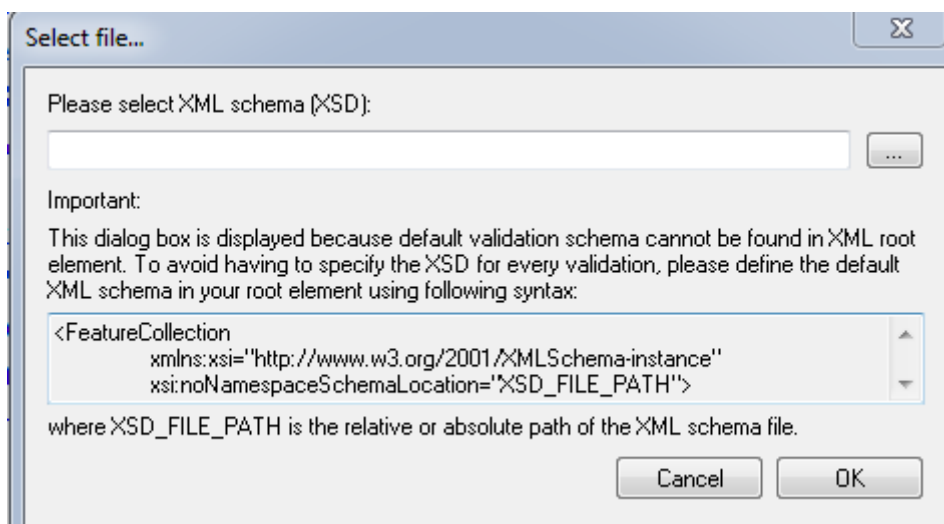 Select file...
Please select XML schema (XSD):
...
Important:
This dialog box is displayed because default validation schema cannot be found in XML root
element. To avoid having to specify the XSD for every validation, please define the default
XML schema in your root element using following syntax:
<FeatureCollection
xmlns:xsi="http://www.w3.org/2001/XMLSchema-instance"
xsi:noNamespaceSchemaLocation="XSD_FILE_PATH">
where XSD_FILE_PATH is the relative or absolute path of the XML schema file.
Cancel
OK